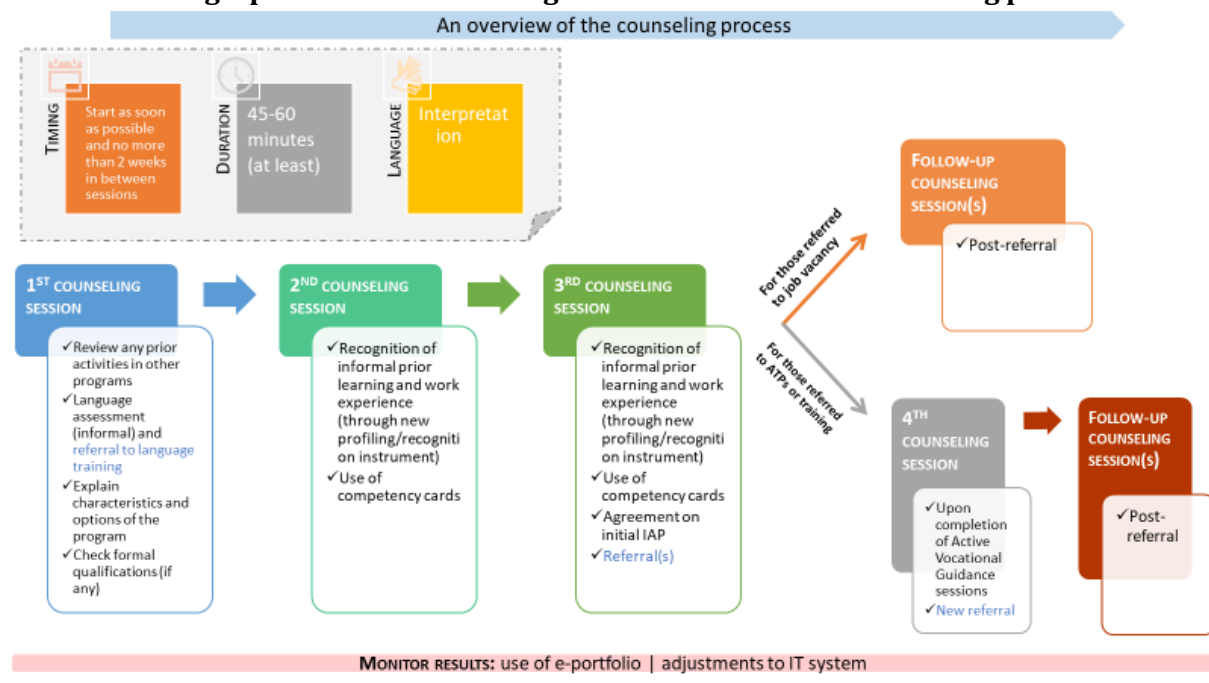 An overview of the counseling process
TIMING
Start as soon
as possible
and no more
than 2 weeks
in between
sessions
DURATION
45-60
minutes
(at least)
LANGUAGE
Interpretat
ion
1ST COUNSELING
SESSION
✓Review any prior
activities in other
programs
✓Language
assessment
(informal) and
referral to language
training
✓Explain
characteristics and
options of the
program
✓Check formal
qualifications (if
any)
2ND COUNSELING
SESSION
✓Recognition of
informal prior
learning and work
experience
(through new
profiling/recogniti
on instrument)
✓Use of
competency cards
3RD COUNSELING
SESSION
✓Recognition of
informal prior
learning and work
experience
(through new
profiling/recogniti
on instrument)
✓Use of
competency cards
✓Agreement on
initial IAP
✓Referral(s)
For those referred
to job vacancy
FOLLOW-UP
COUNSELING
SESSION(S)
✓Post-referral
For those referred
to ATPs or training
4TH
COUNSELING
SESSION
✓Upon
completion
of Active
Vocational
Guidance
sessions
✓New referral
FOLLOW-UP
COUNSELING
SESSION(S)
✓Post-
referral
MONITOR RESULTS: use of e-portfolio | adjustments to IT system